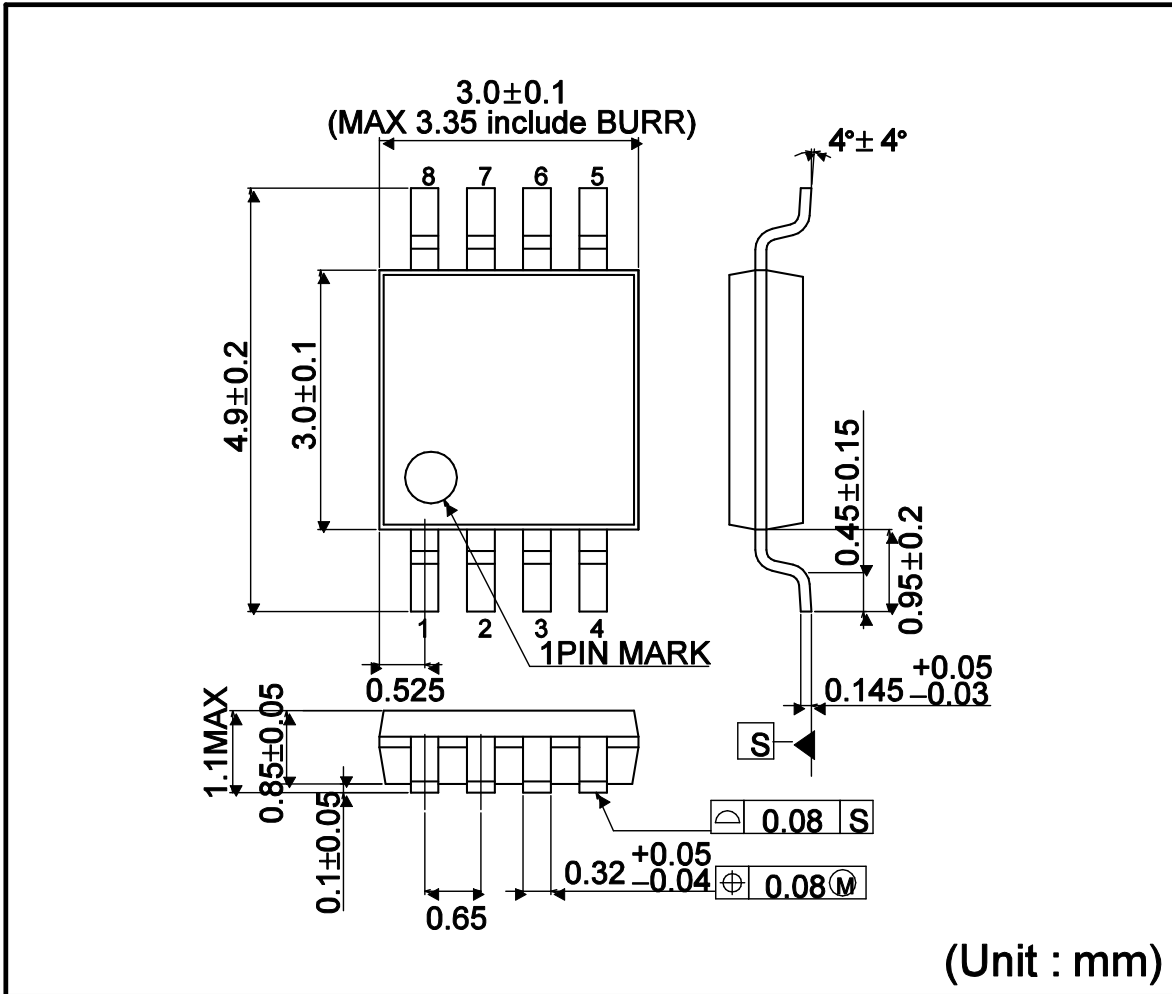 3.0±0.1
(MAX 3.35 include BURR)
4°± 4°
8 7 6 5
4.9±0.2
3.0±0.1
0.45±0.15
0.95±0.2
1 2 3 4
1PIN MARK
0.525
0.145 +0.05 –0.03
S
1.1MAX
0.85±0.05
0.1±0.05
0.08 S
0.32 +0.05 –0.04
0.08 M
0.65
(Unit : mm)